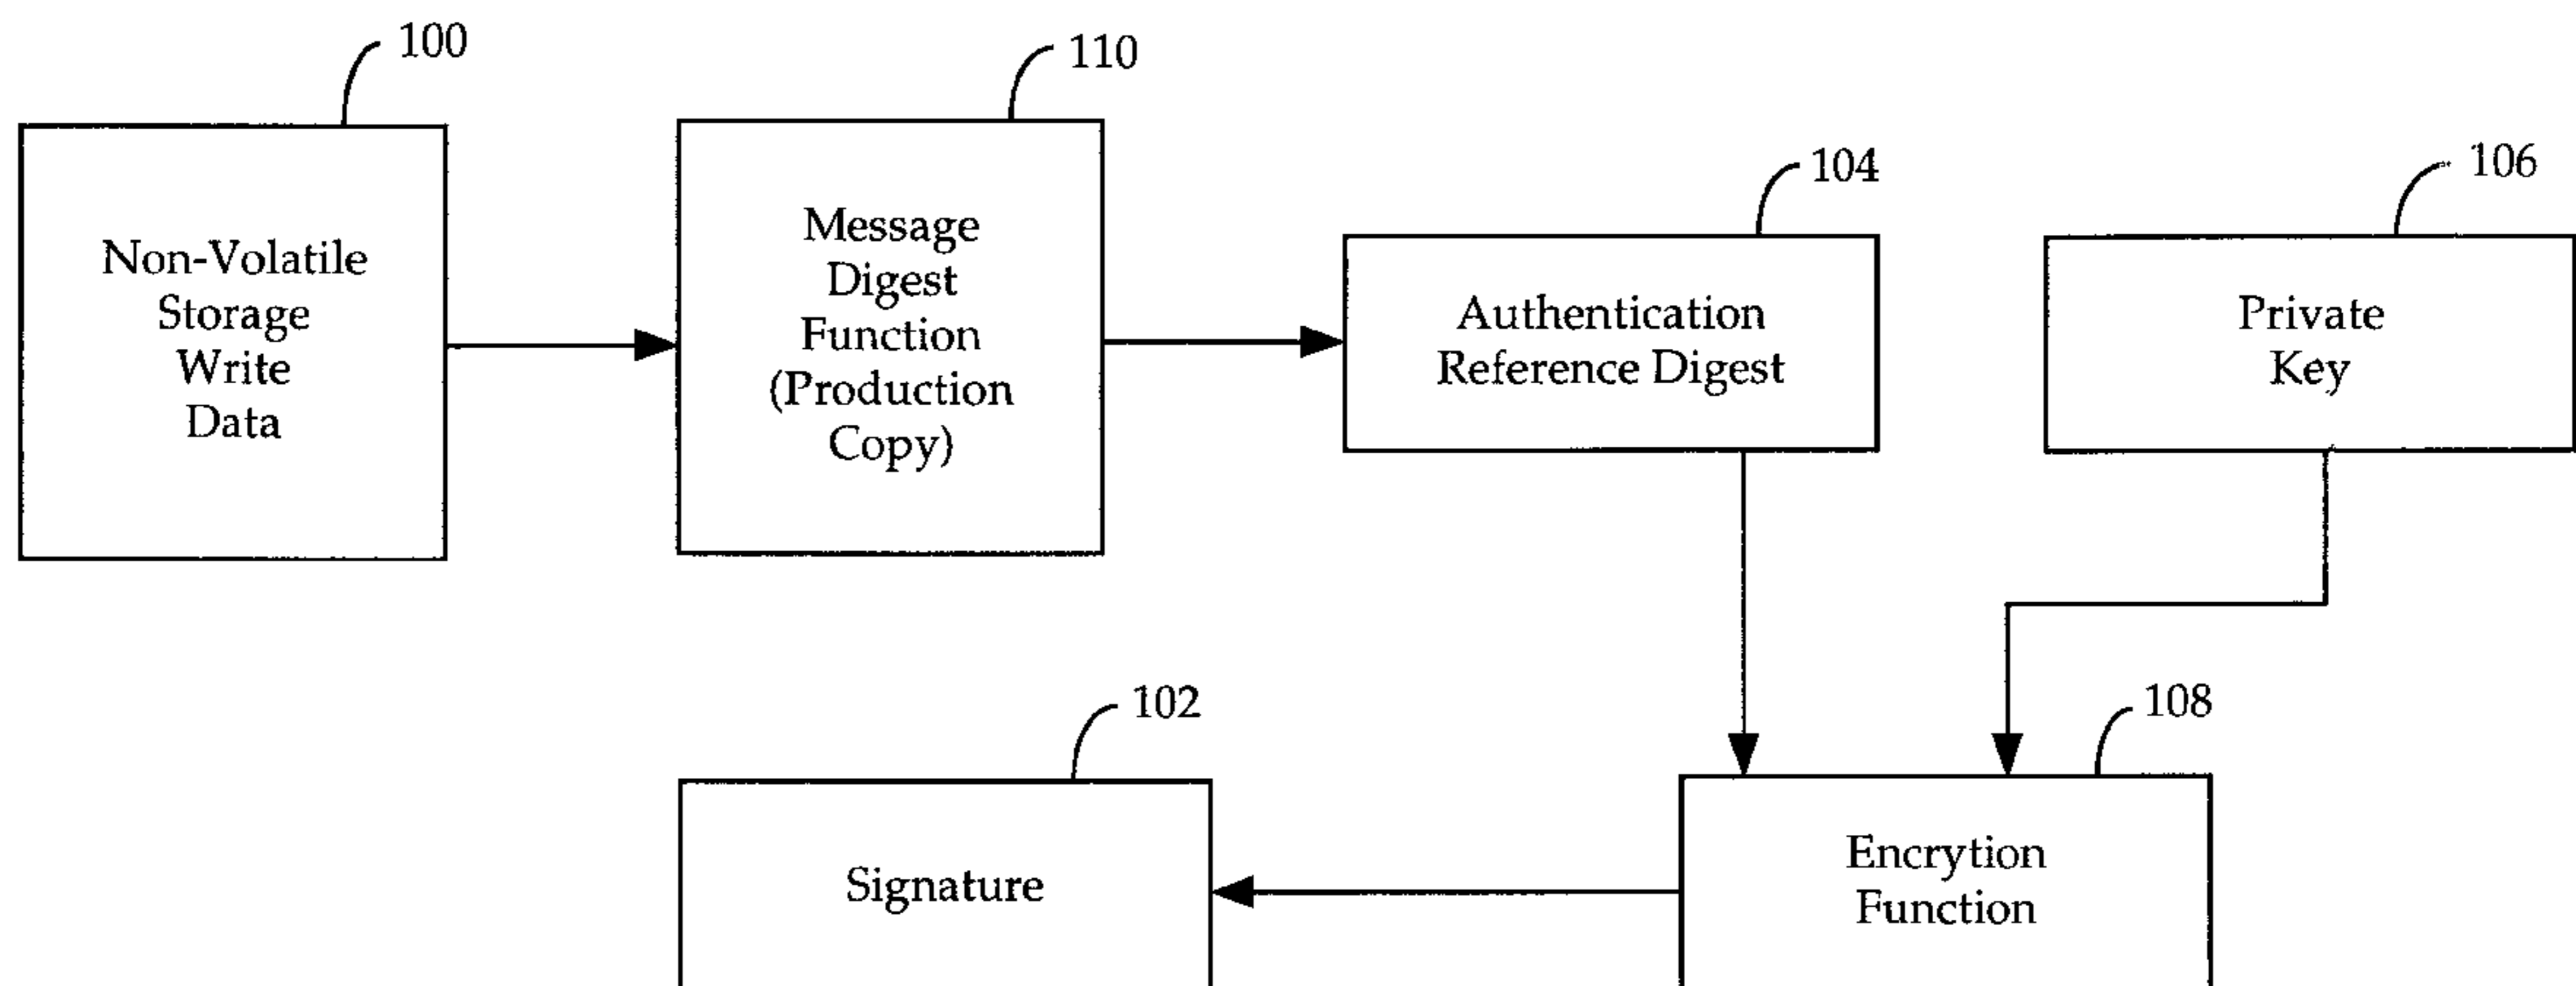 100
110
104
106
Non-Volatile
Storage
Write
Data
Message
Digest
Function
(Production
Copy)
Authentication
Reference Digest
Private
Key
102
108
Signature
Encrytion
Function